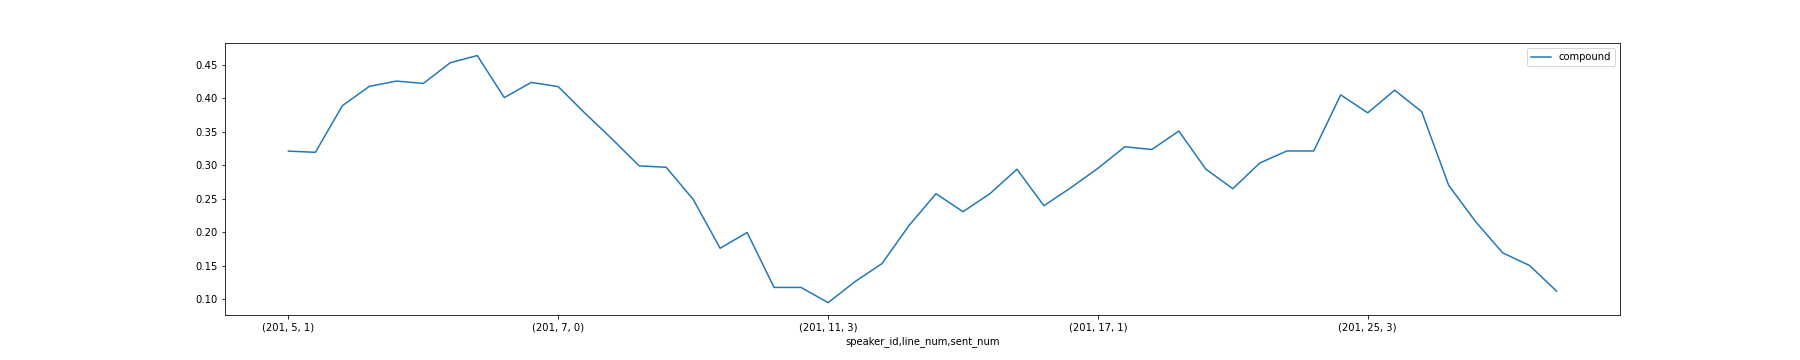 compound
0.45
0.40
0.35
0.30
0.25
0.20
0.15
0.10
(201, 5, 1) (201, 7, 0) (201, 11, 3) (201, 17, 1) (201, 25, 3)
speaker_id,line_num,sent_num